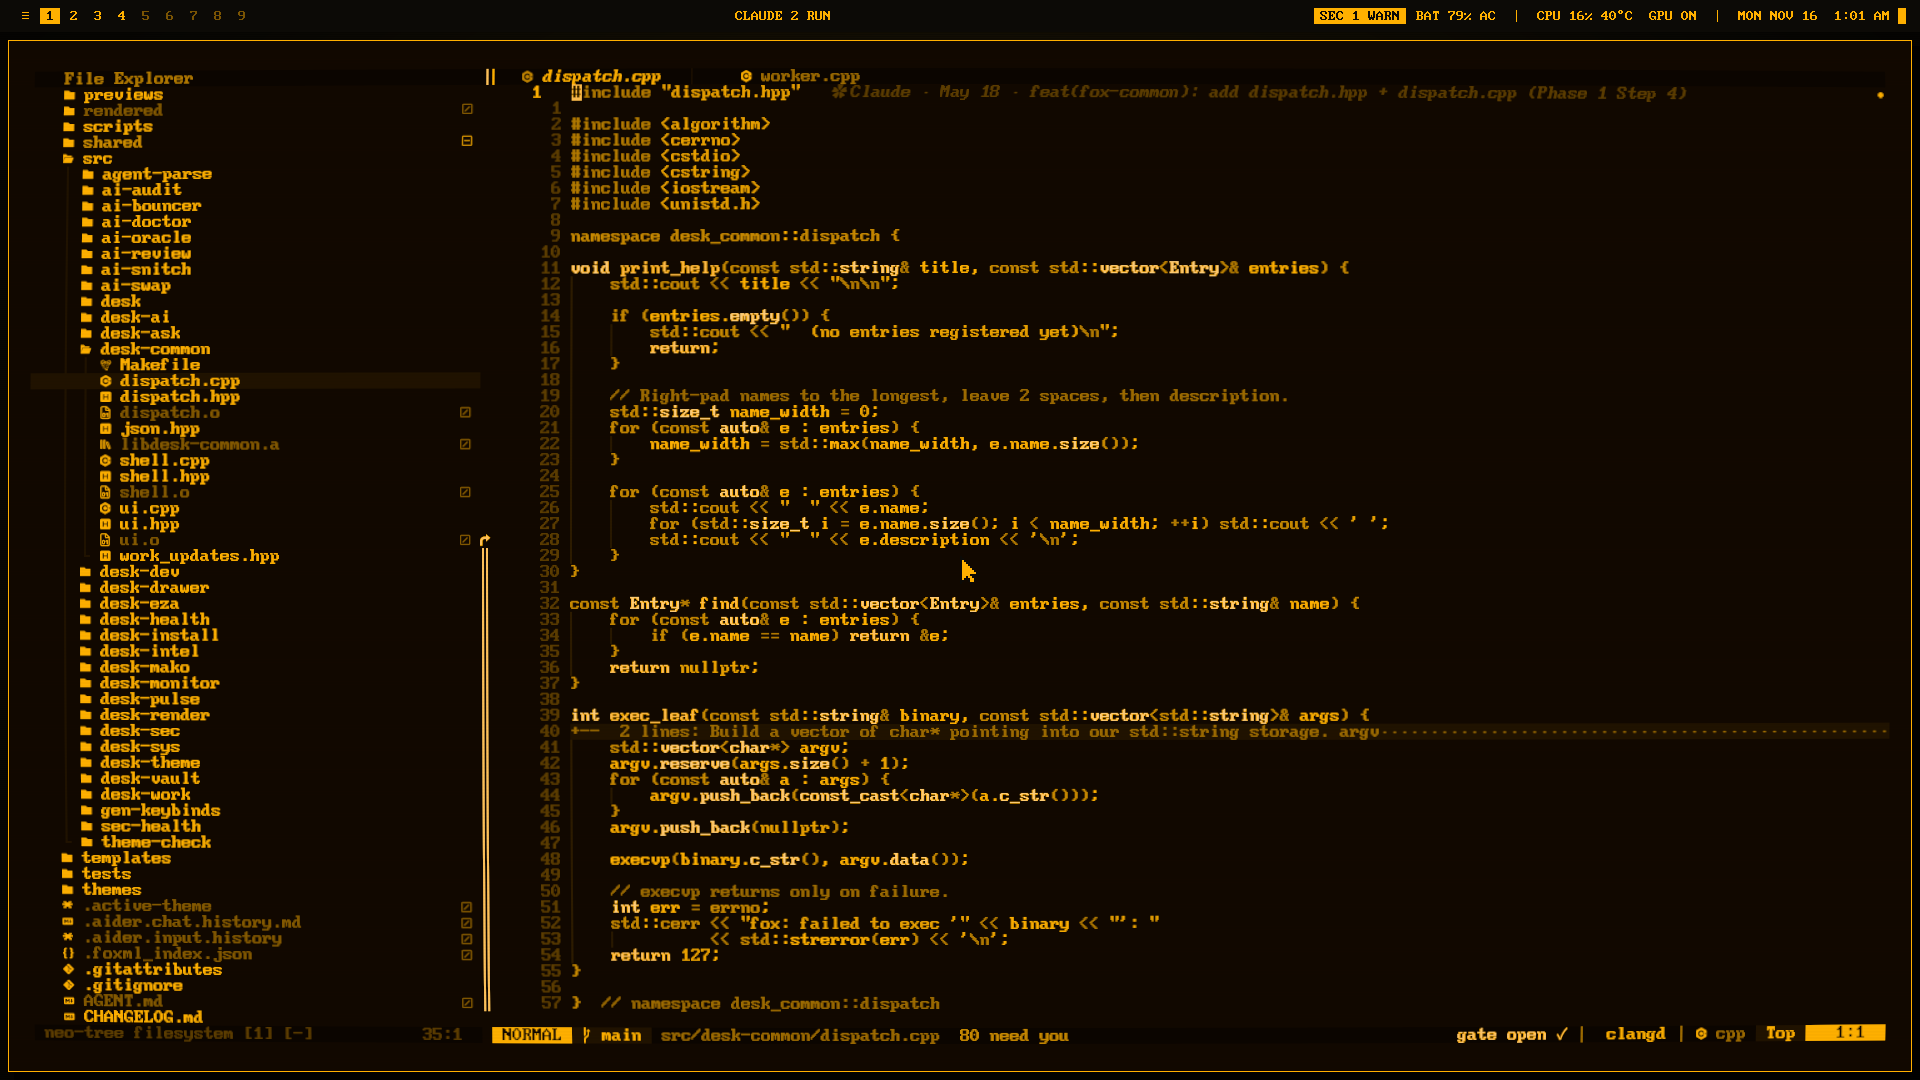 ≡ 1 2 3 4 5 6 7 8 9
CLAUDE 2 RUN
SEC 1 WARN BAT 79% AC | CPU 16% 40°C GPU ON | MON NOV 16 1:01 AM
File Explorer
previews
rendered
scripts
shared
src
agent-parse
ai-audit
ai-bouncer
ai-doctor
ai-oracle
ai-review
ai-snitch
ai-swap
desk
desk-ai
desk-ask
desk-common
Makefile
dispatch.cpp
dispatch.hpp
dispatch.o
json.hpp
libdesk-common.a
shell.cpp
shell.hpp
shell.o
ui.cpp
ui.hpp
ui.o
work_updates.hpp
desk-dev
desk-drawer
desk-eza
desk-health
desk-install
desk-intel
desk-mako
desk-monitor
desk-pulse
desk-render
desk-sec
desk-sys
desk-theme
desk-vault
desk-work
gen-keybinds
sec-health
theme-check
templates
tests
themes
.active-theme
.aider.chat.history.md
.aider.input.history
{} .foxml_index.json
.gitattributes
.gitignore
AGENT.md
CHANGELOG.md
neo-tree filesystem [1] [-] 35:1
dispatch.cpp worker.cpp
1 #include "dispatch.hpp" Claude · May 18 · feat(fox-common): add dispatch.hpp + dispatch.cpp (Phase 1 Step 4)
1
2 #include <algorithm>
3 #include <cerrno>
4 #include <cstdio>
5 #include <cstring>
6 #include <iostream>
7 #include <unistd.h>
8
9 namespace desk_common::dispatch {
10
11 void print_help(const std::string& title, const std::vector<Entry>& entries) {
12     std::cout << title << "\n\n";
13
14     if (entries.empty()) {
15         std::cout << "  (no entries registered yet)\n";
16         return;
17     }
18
19     // Right-pad names to the longest, leave 2 spaces, then description.
20     std::size_t name_width = 0;
21     for (const auto& e : entries) {
22         name_width = std::max(name_width, e.name.size());
23     }
24
25     for (const auto& e : entries) {
26         std::cout << "  " << e.name;
27         for (std::size_t i = e.name.size(); i < name_width; ++i) std::cout << ' ';
28         std::cout << "  " << e.description << '\n';
29     }
30 }
31
32 const Entry* find(const std::vector<Entry>& entries, const std::string& name) {
33     for (const auto& e : entries) {
34         if (e.name == name) return &e;
35     }
36     return nullptr;
37 }
38
39 int exec_leaf(const std::string& binary, const std::vector<std::string>& args) {
40 +--  2 lines: Build a vector of char* pointing into our std::string storage. argv
41     std::vector<char*> argv;
42     argv.reserve(args.size() + 1);
43     for (const auto& a : args) {
44         argv.push_back(const_cast<char*>(a.c_str()));
45     }
46     argv.push_back(nullptr);
47
48     execvp(binary.c_str(), argv.data());
49
50     // execvp returns only on failure.
51     int err = errno;
52     std::cerr << "fox: failed to exec '" << binary << "': "
53               << std::strerror(err) << '\n';
54     return 127;
55 }
56
57 }  // namespace desk_common::dispatch
NORMAL main src/desk-common/dispatch.cpp 80 need you
gate open ✓ | clangd | cpp Top 1:1